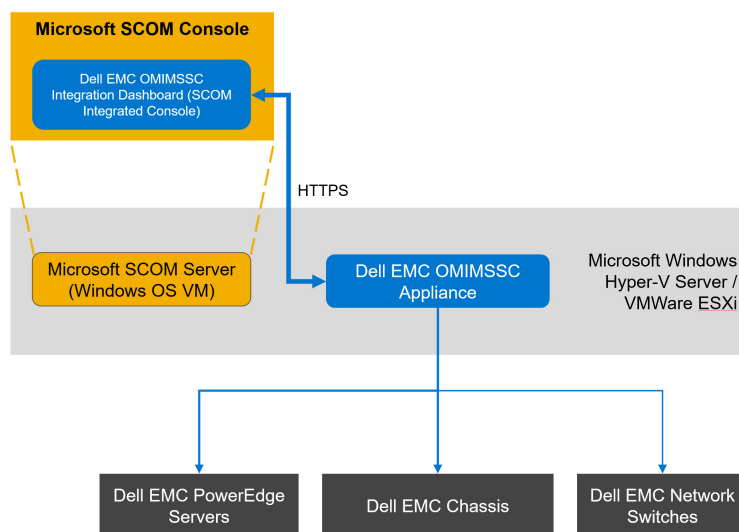 Microsoft SCOM Console
Dell EMC OMIMSSC
Integration Dashboard (SCOM
Integrated Console)
HTTPS
Microsoft SCOM Server
(Windows OS VM)
Dell EMC OMIMSSC
Appliance
Microsoft Windows
Hyper-V Server /
VMWare ESXi
Dell EMC PowerEdge
Servers
Dell EMC Chassis
Dell EMC Network
Switches